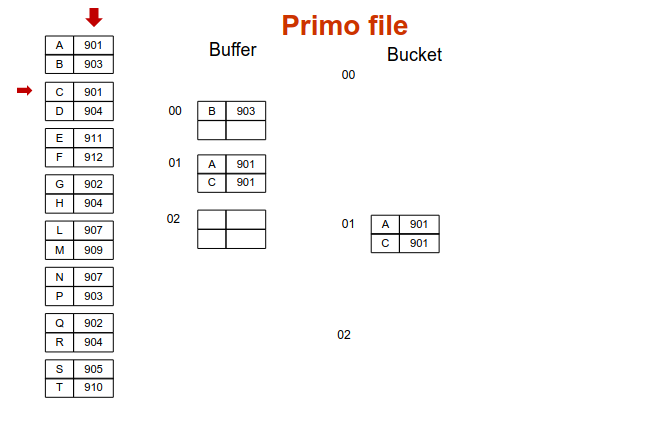 Primo file
Buffer
Bucket
A 901
B 903
C 901
D 904
E 911
F 912
G 902
H 904
L 907
M 909
N 907
P 903
Q 902
R 904
S 905
T 910
00
B 903
01
A 901
C 901
02
00
01
A 901
C 901
02